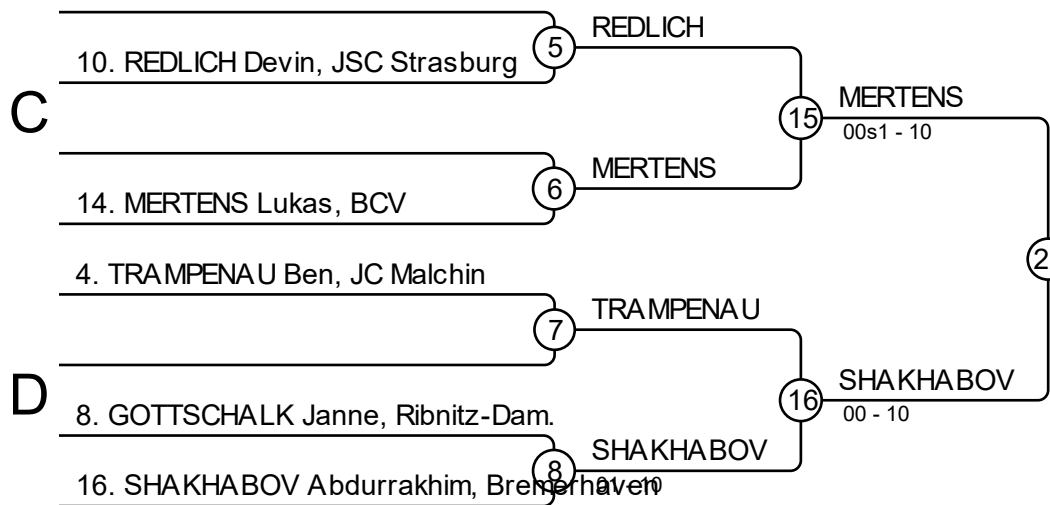 REDLICH
5
10. REDLICH Devin, JSC Strasburg
C
15
MERTENS
00s1 - 10
MERTENS
6
14. MERTENS Lukas, BCV
2
4. TRAMPENAU Ben, JC Malchin
TRAMPENAU
7
D
16
SHAKHABOV
00 - 10
8. GOTTSCHALK Janne, Ribnitz-Dam.
SHAKHABOV
8
16. SHAKHABOV Abdurrakhim, Bremerhaven
01 - 10